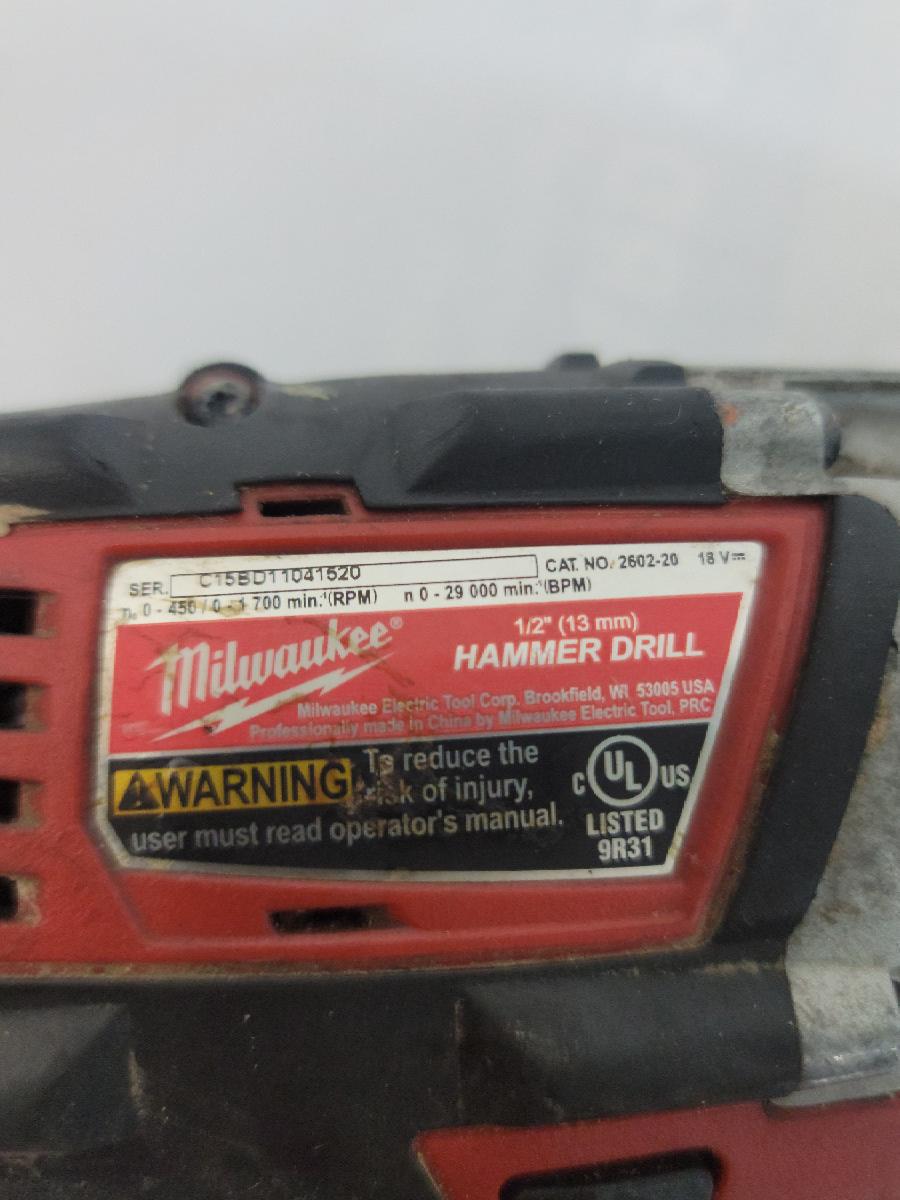 SER. C15BD11041520 CAT. NO. 2602-20 18 V⎓
n₀ 0 - 450 / 0 - 1 700 min.⁻¹(RPM) n 0 - 29 000 min.⁻¹(BPM)
Milwaukee®
1/2" (13 mm)
HAMMER DRILL
Milwaukee Electric Tool Corp. Brookfield, WI 53005 USA
Professionally made in China by Milwaukee Electric Tool, PRC
WARNING To reduce the
risk of injury,
user must read operator's manual.
C UL US
LISTED
9R31